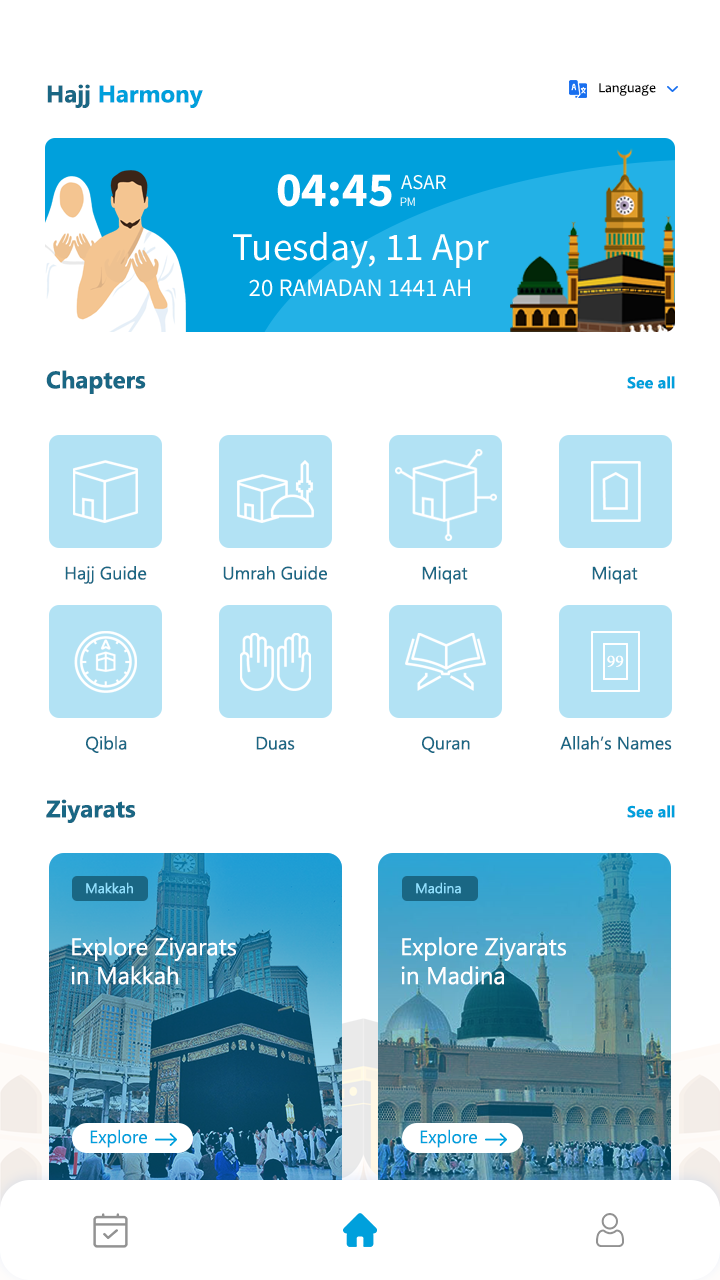 Hajj Harmony
Language
04:45 ASAR
PM
Tuesday, 11 Apr
20 RAMADAN 1441 AH
Chapters
See all
Hajj Guide
Umrah Guide
Miqat
Miqat
99
Qibla
Duas
Quran
Allah’s Names
Ziyarats
See all
Makkah
Explore Ziyarats
in Makkah
Explore
Madina
Explore Ziyarats
in Madina
Explore